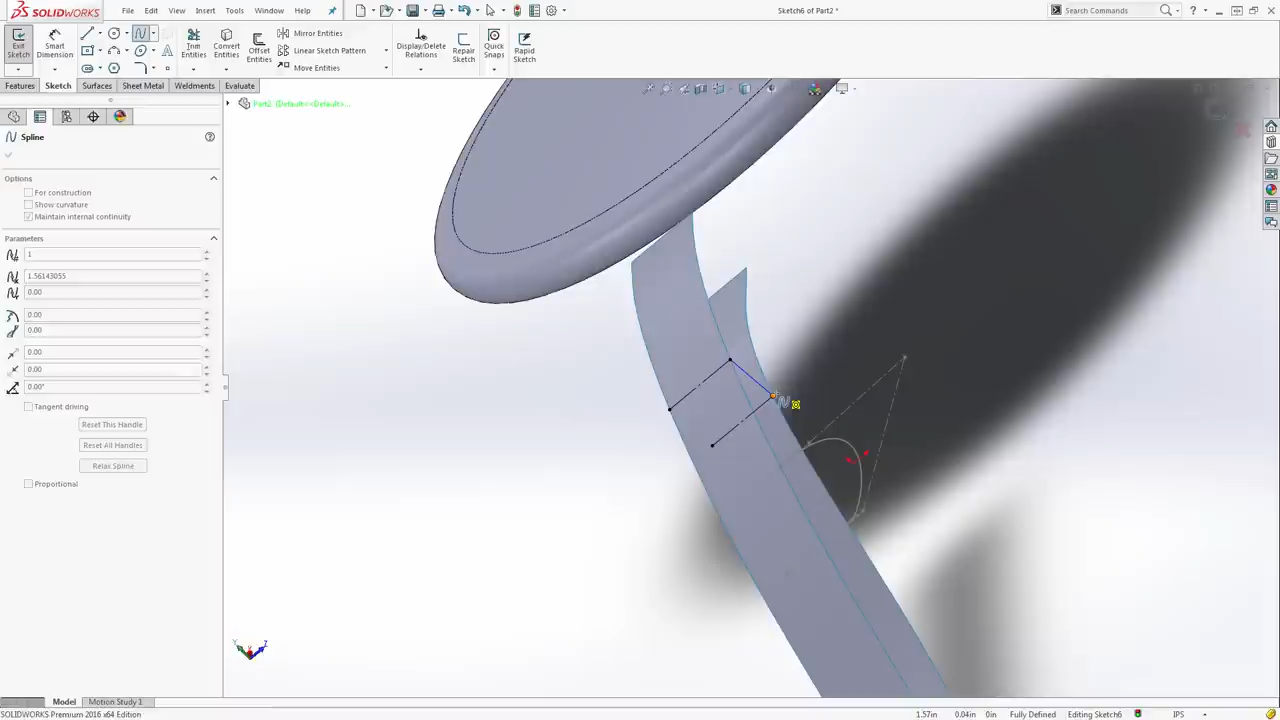 SOLIDWORKS
File
Edit
View
Insert
Tools
Window
Help
Sketch6 of Part2 *
Search Commands
Exit Sketch
Smart Dimension
Trim Entities
Convert Entities
Offset Entities
Mirror Entities
Linear Sketch Pattern
Move Entities
Display/Delete Relations
Repair Sketch
Quick Snaps
Rapid Sketch
Features
Sketch
Surfaces
Sheet Metal
Weldments
Evaluate
Part2 (Default<<Default>...
Spline
Options
For construction
Show curvature
Maintain internal continuity
Parameters
1
1.56143055
0.00
0.00
0.00
0.00
0.00
0.00°
Tangent driving
Reset This Handle
Reset All Handles
Relax Spline
Proportional
Y
Z
Model
Motion Study 1
SOLIDWORKS Premium 2016 x64 Edition
1.57in
0.04in
0in
Fully Defined
Editing Sketch6
IPS